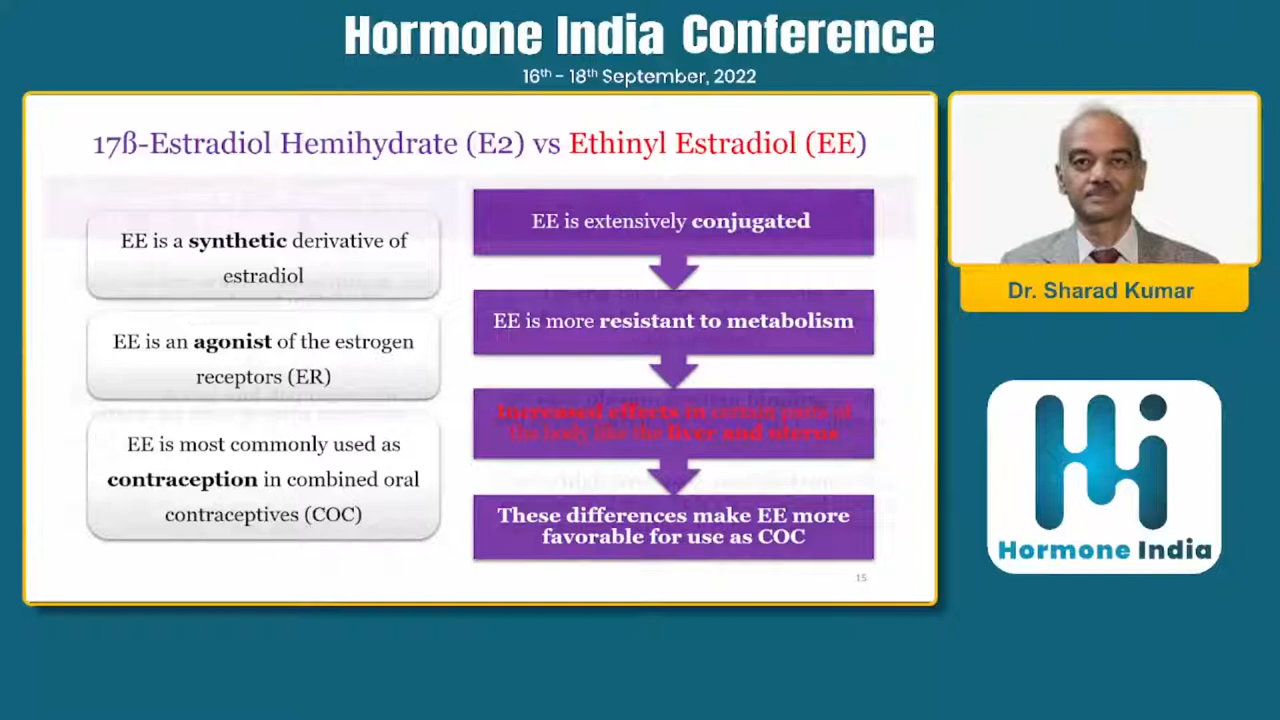 Hormone India Conference
16th - 18th September, 2022
17ß-Estradiol Hemihydrate (E2) vs Ethinyl Estradiol (EE)
EE is a synthetic derivative of
estradiol
EE is an agonist of the estrogen
receptors (ER)
EE is most commonly used as
contraception in combined oral
contraceptives (COC)
EE is extensively conjugated
EE is more resistant to metabolism
Increased effects in certain parts of
the body like the liver and uterus
These differences make EE more
favorable for use as COC
15
Dr. Sharad Kumar
Hormone India